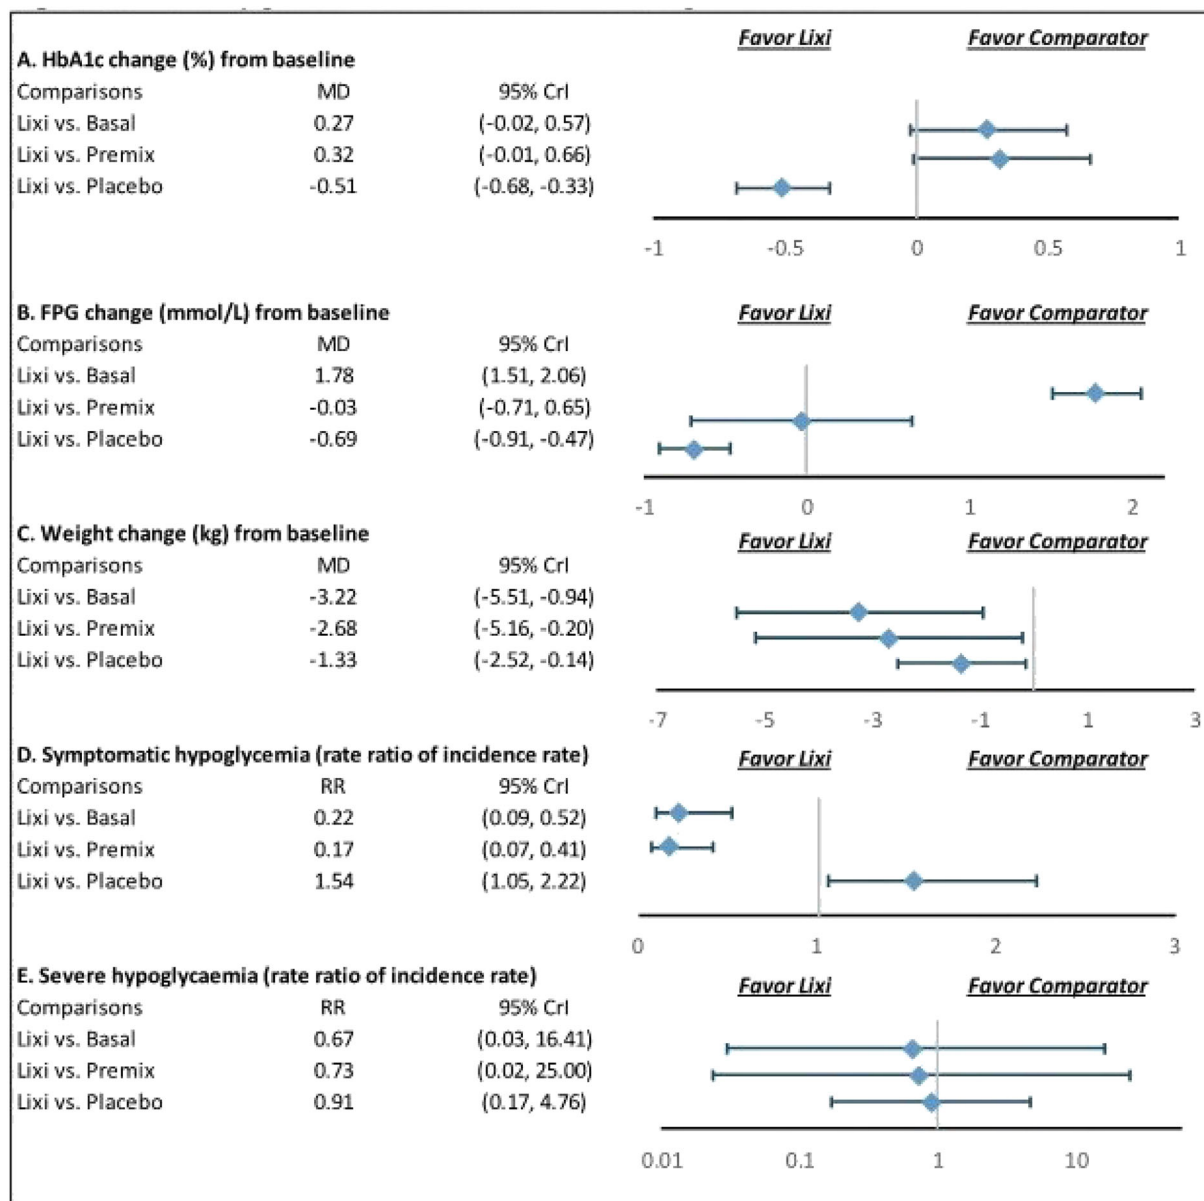 Favor Lixi Favor Comparator
A. HbA1c change (%) from baseline
Comparisons MD 95% CrI
Lixi vs. Basal 0.27 (-0.02, 0.57)
Lixi vs. Premix 0.32 (-0.01, 0.66)
Lixi vs. Placebo -0.51 (-0.68, -0.33)
-1 -0.5 0 0.5 1
B. FPG change (mmol/L) from baseline Favor Lixi Favor Comparator
Comparisons MD 95% CrI
Lixi vs. Basal 1.78 (1.51, 2.06)
Lixi vs. Premix -0.03 (-0.71, 0.65)
Lixi vs. Placebo -0.69 (-0.91, -0.47)
-1 0 1 2
C. Weight change (kg) from baseline Favor Lixi Favor Comparator
Comparisons MD 95% CrI
Lixi vs. Basal -3.22 (-5.51, -0.94)
Lixi vs. Premix -2.68 (-5.16, -0.20)
Lixi vs. Placebo -1.33 (-2.52, -0.14)
-7 -5 -3 -1 1 3
D. Symptomatic hypoglycemia (rate ratio of incidence rate) Favor Lixi Favor Comparator
Comparisons RR 95% CrI
Lixi vs. Basal 0.22 (0.09, 0.52)
Lixi vs. Premix 0.17 (0.07, 0.41)
Lixi vs. Placebo 1.54 (1.05, 2.22)
0 1 2 3
E. Severe hypoglycaemia (rate ratio of incidence rate) Favor Lixi Favor Comparator
Comparisons RR 95% CrI
Lixi vs. Basal 0.67 (0.03, 16.41)
Lixi vs. Premix 0.73 (0.02, 25.00)
Lixi vs. Placebo 0.91 (0.17, 4.76)
0.01 0.1 1 10